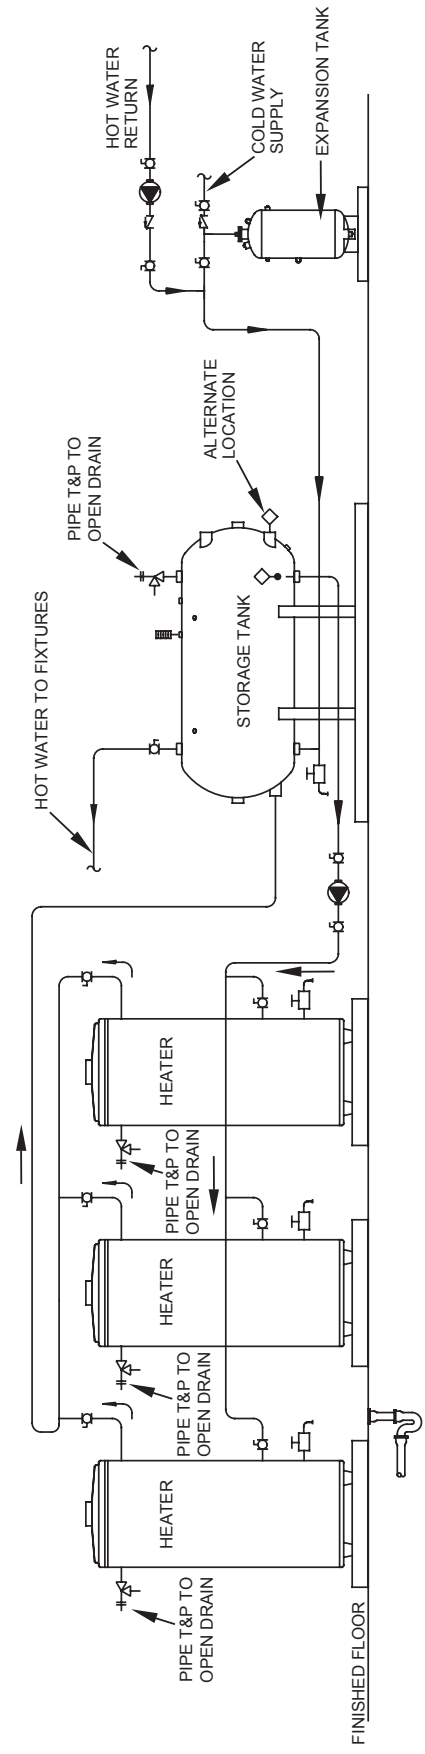 HOT WATER
RETURN
COLD WATER
SUPPLY
EXPANSION TANK
PIPE T&P TO
OPEN DRAIN
ALTERNATE
LOCATION
HOT WATER TO FIXTURES
STORAGE TANK
HEATER
PIPE T&P TO
OPEN DRAIN
HEATER
PIPE T&P TO
OPEN DRAIN
HEATER
PIPE T&P TO
OPEN DRAIN
FINISHED FLOOR